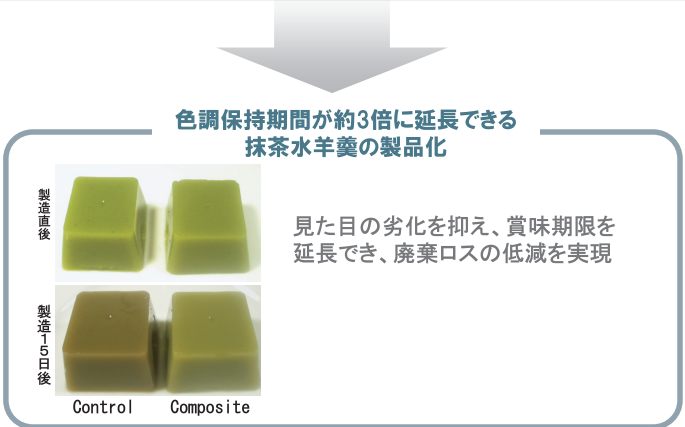 色調保持期間が約3倍に延長できる
抹茶水羊羹の製品化
製造直後
見た目の劣化を抑え、賞味期限を
延長でき、廃棄ロスの低減を実現
製造15日後
Control Composite